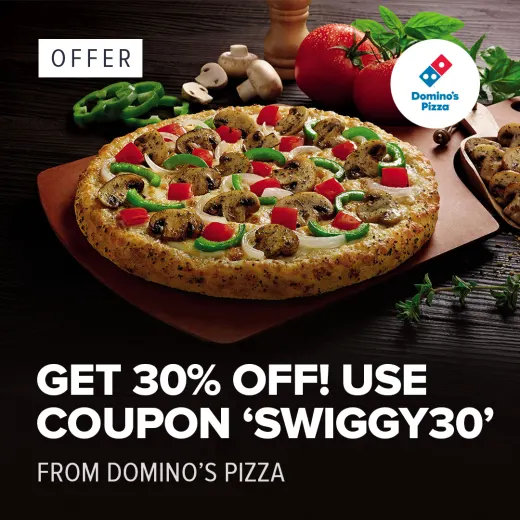 OFFER
Domino's
Pizza
GET 30% OFF! USE
COUPON ‘SWIGGY30’
FROM DOMINO’S PIZZA